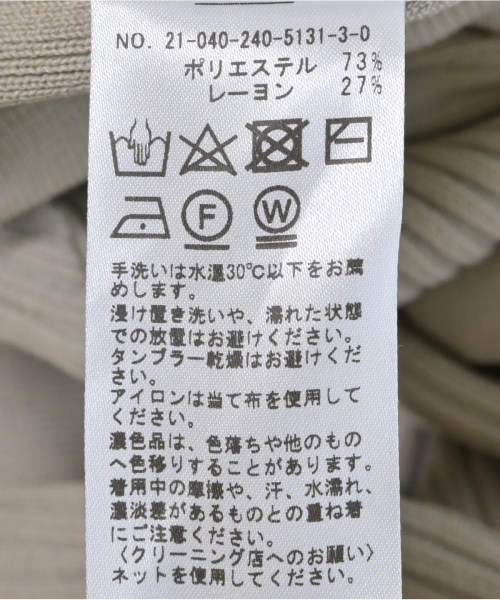 NO. 21-040-240-5131-3-0
ポリエステル 73%
レーヨン 27%
F
W
手洗いは水温30℃以下をお薦
めします。
浸け置き洗いや、濡れた状態
での放置はお避けください。
タンブラー乾燥はお避けくだ
さい。
アイロンは当て布を使用して
ください。
濃色品は、色落ちや他のもの
へ色移りすることがあります。
着用中の摩擦や、汗、水濡れ、
濃淡差があるものとの重ね着
にご注意ください。
〈クリーニング店へのお願い〉
ネットを使用してください。